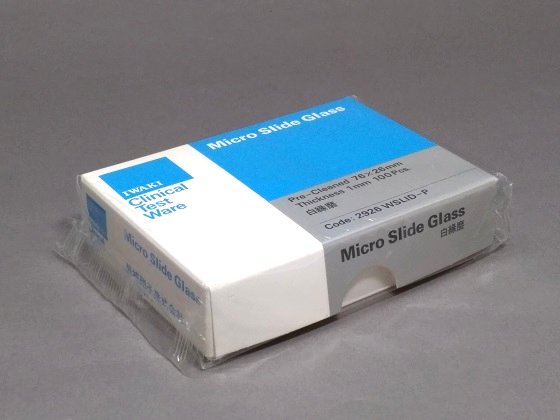 IWAKI
Clinical
Test
Ware
Micro Slide Glass
Pre-Cleaned 76×26mm
Thickness 1mm 100 Pcs.
白縁磨
Code: 2926 WSLID-P
Micro Slide Glass
白縁磨
Micro Slide Glass